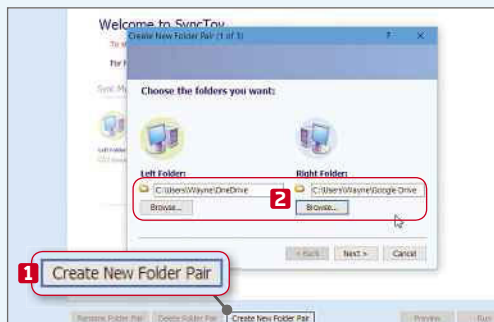 Welcome to SyncToy
Create New Folder Pair (1 of 3)
Choose the folders you want:
Left Folder:
Right Folder:
C:\Users\Wayne\OneDrive
C:\Users\Wayne\Google Drive
2
Browse...
Browse...
< Back
Next >
Cancel
1
Create New Folder Pair
Rename Folder Pair
Delete Folder Pair
Create New Folder Pair
Preview
Run